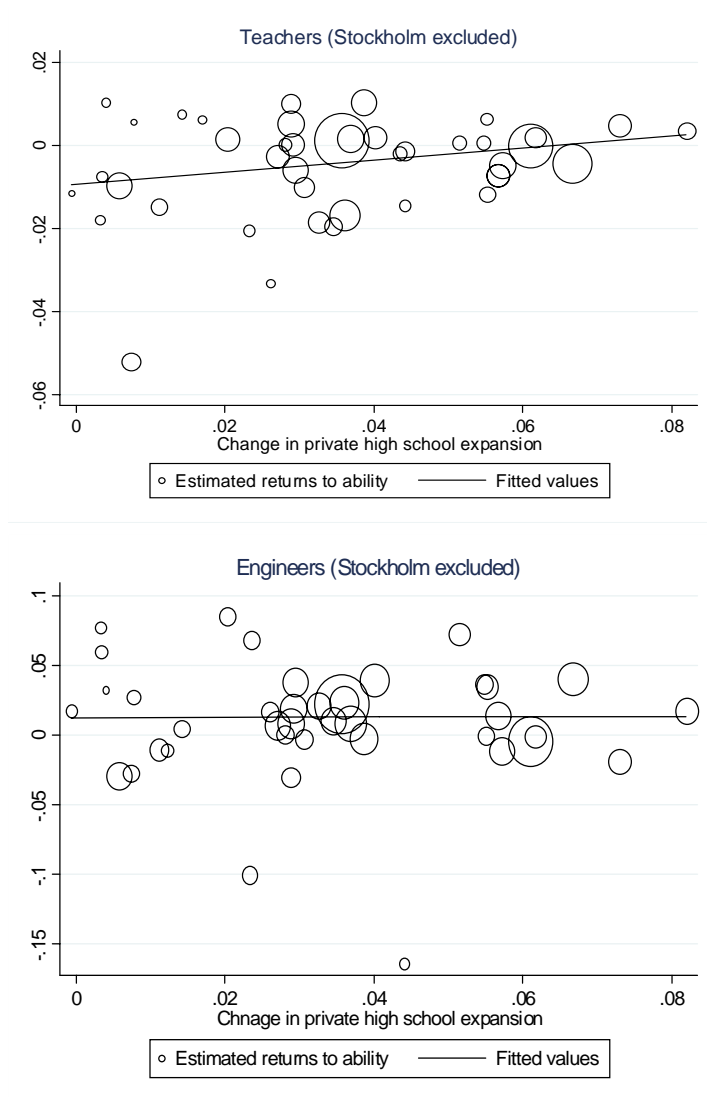 Teachers (Stockholm excluded)
.02
0
-.02
-.04
-.06
0 .02 .04 .06 .08
Change in private high school expansion
Estimated returns to ability Fitted values
Engineers (Stockholm excluded)
.1
.05
0
-.05
-.1
-.15
0 .02 .04 .06 .08
Chnage in private high school expansion
Estimated returns to ability Fitted values